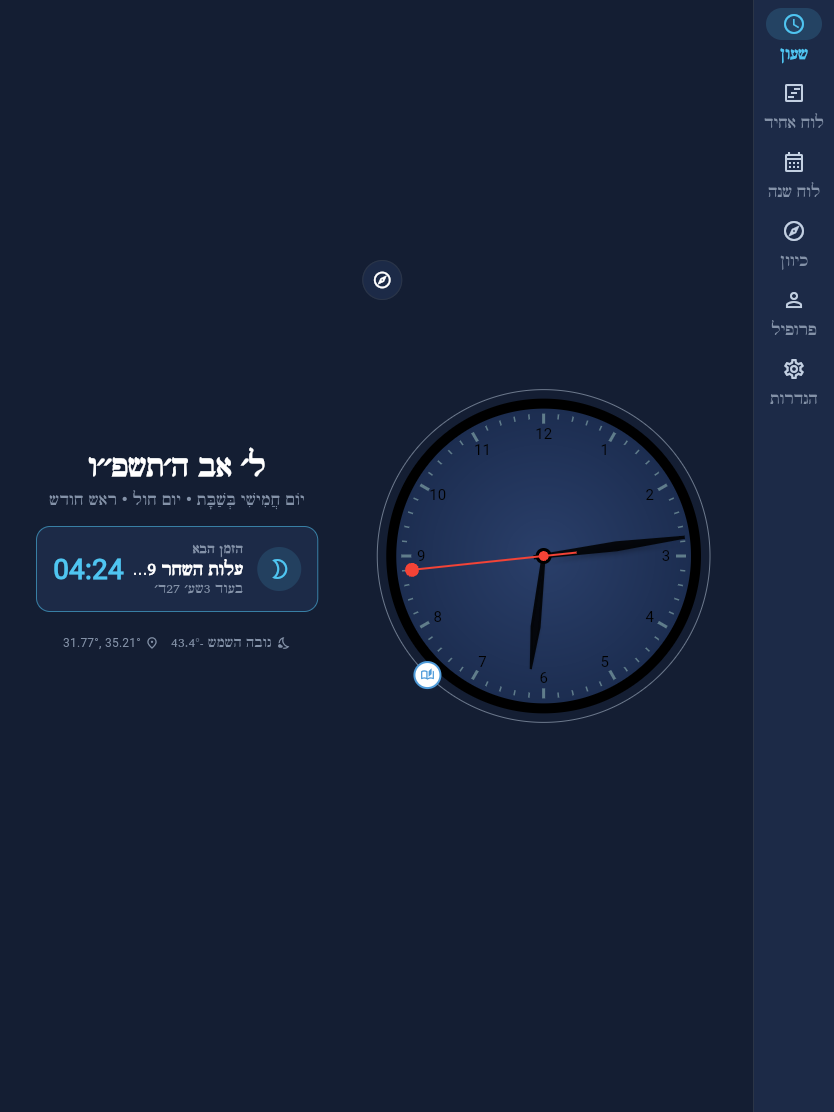 שעון
לוח אחיד
לוח שנה
כיוון
פרופיל
הגדרות
12
1
2
3
4
5
6
7
8
9
10
11
ל׳ אב ה׳תשפ״ו
יוֹם חֲמִישִׁי בְּשַׁבָּת • יום חול • ראש חודש
הזמן הבא
עלות השחר 9...
04:24
בעוד 3שע׳ 27ד׳
גובה השמש -43.4°
31.77°, 35.21°